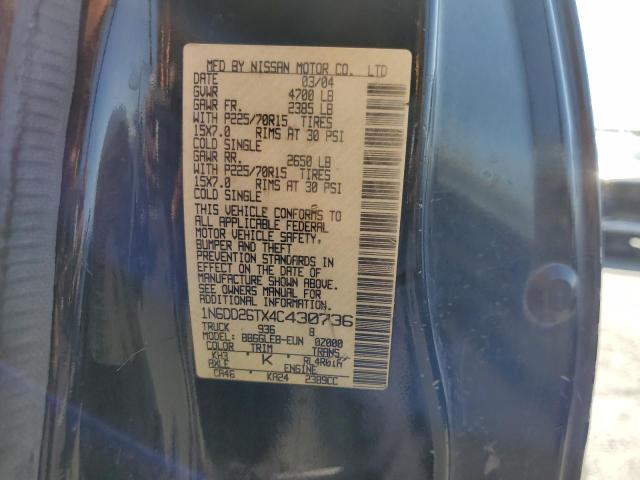 MFD BY NISSAN MOTOR CO. LTD
DATE 03/04
GVWR 4700 LB
GAWR FR. 2385 LB
WITH P225/70R15 TIRES
15X7.0 RIMS AT 30 PSI
COLD SINGLE
GAWR RR. 2650 LB
WITH P225/70R15 TIRES
15X7.0 RIMS AT 30 PSI
COLD SINGLE
THIS VEHICLE CONFORMS TO
ALL APPLICABLE FEDERAL
MOTOR VEHICLE SAFETY,
BUMPER AND THEFT
PREVENTION STANDARDS IN
EFFECT ON THE DATE OF
MANUFACTURE SHOWN ABOVE.
SEE OWNERS MANUAL FOR
ADDITIONAL INFORMATION.
1N6DD26TX4C430736
TRUCK 936 8
MODEL BBGGLEB-EUN 02000
COLOR TRIM TRANS
KH3 K RL4R01A
AXLE ENGINE
CA46 KA24 2389CC